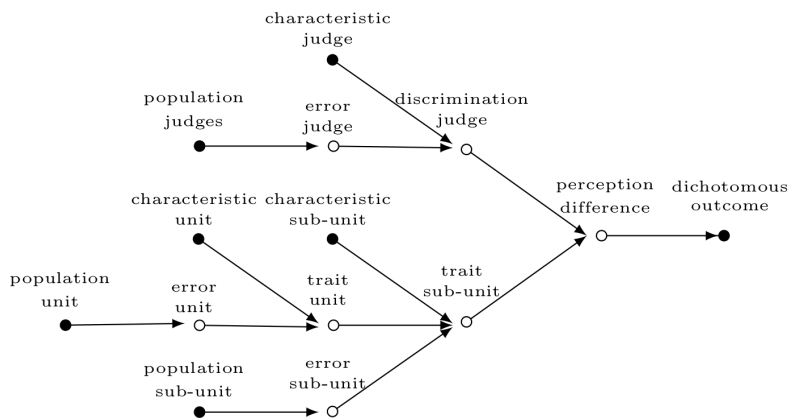 characteristic
judge
population
judges
error
judge
discrimination
judge
characteristic
unit
characteristic
sub-unit
perception
difference
dichotomous
outcome
population
unit
error
unit
trait
unit
trait
sub-unit
population
sub-unit
error
sub-unit